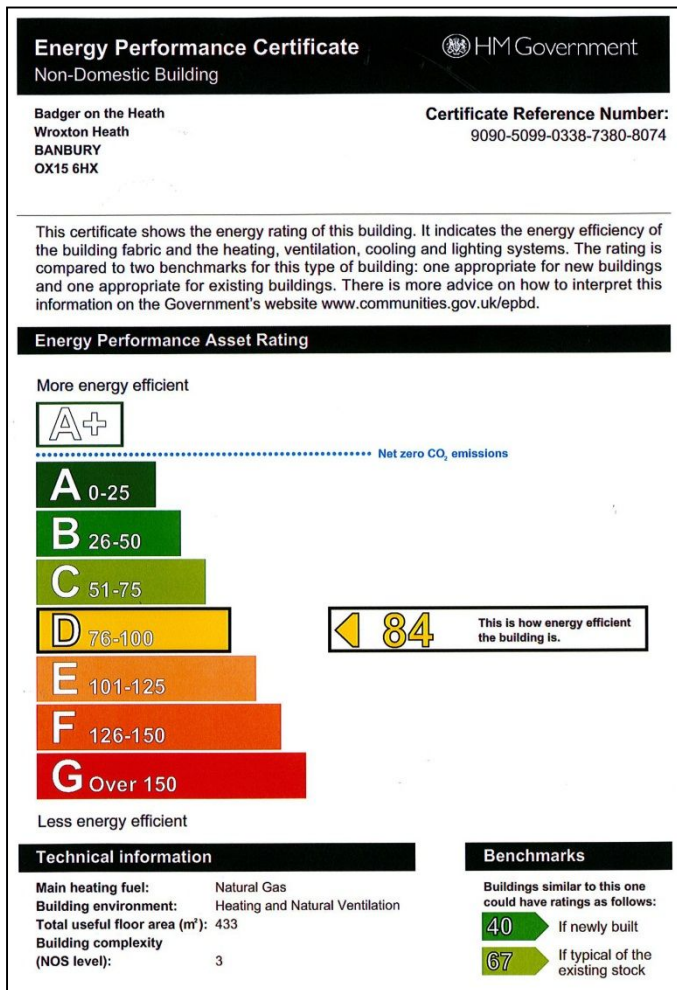 Energy Performance Certificate
HM Government
Non-Domestic Building
Badger on the Heath
Wroxton Heath
BANBURY
OX15 6HX
Certificate Reference Number:
9090-5099-0338-7380-8074
This certificate shows the energy rating of this building. It indicates the energy efficiency of
the building fabric and the heating, ventilation, cooling and lighting systems. The rating is
compared to two benchmarks for this type of building: one appropriate for new buildings
and one appropriate for existing buildings. There is more advice on how to interpret this
information on the Government's website www.communities.gov.uk/epbd.
Energy Performance Asset Rating
More energy efficient
A+
Net zero CO₂ emissions
A 0-25
B 26-50
C 51-75
D 76-100
84
This is how energy efficient
the building is.
E 101-125
F 126-150
G Over 150
Less energy efficient
Technical information
Main heating fuel: Natural Gas
Building environment: Heating and Natural Ventilation
Total useful floor area (m²): 433
Building complexity
(NOS level): 3
Benchmarks
Buildings similar to this one
could have ratings as follows:
40 If newly built
67 If typical of the
existing stock